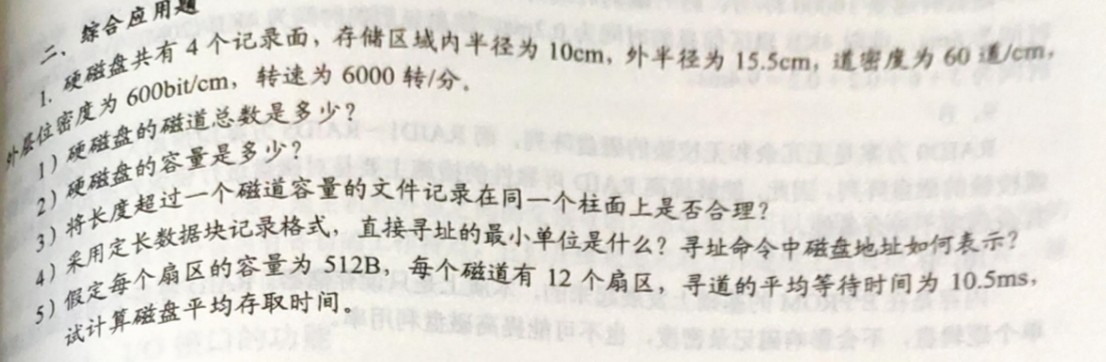 二、综合应用题
1. 硬磁盘共有 4 个记录面，存储区域内半径为 10cm，外半径为 15.5cm，道密度为 60 道/cm，
外层位密度为 600bit/cm，转速为 6000 转/分。
1）硬磁盘的磁道总数是多少？
2）硬磁盘的容量是多少？
3）将长度超过一个磁道容量的文件记录在同一个柱面上是否合理？
4）采用定长数据块记录格式，直接寻址的最小单位是什么？寻址命令中磁盘地址如何表示？
5）假定每个扇区的容量为 512B，每个磁道有 12 个扇区，寻道的平均等待时间为 10.5ms，
试计算磁盘平均存取时间。